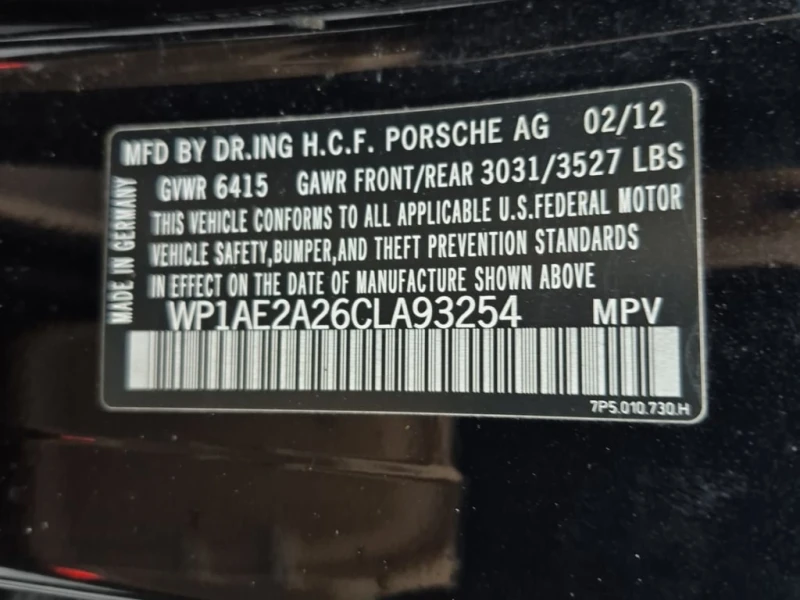 MFD BY DR.ING H.C.F. PORSCHE AG 02/12
GVWR 6415 GAWR FRONT/REAR 3031/3527 LBS
THIS VEHICLE CONFORMS TO ALL APPLICABLE U.S.FEDERAL MOTOR
VEHICLE SAFETY,BUMPER,AND THEFT PREVENTION STANDARDS
IN EFFECT ON THE DATE OF MANUFACTURE SHOWN ABOVE
MADE IN GERMANY
WP1AE2A26CLA93254 MPV
7P5.010.730.H